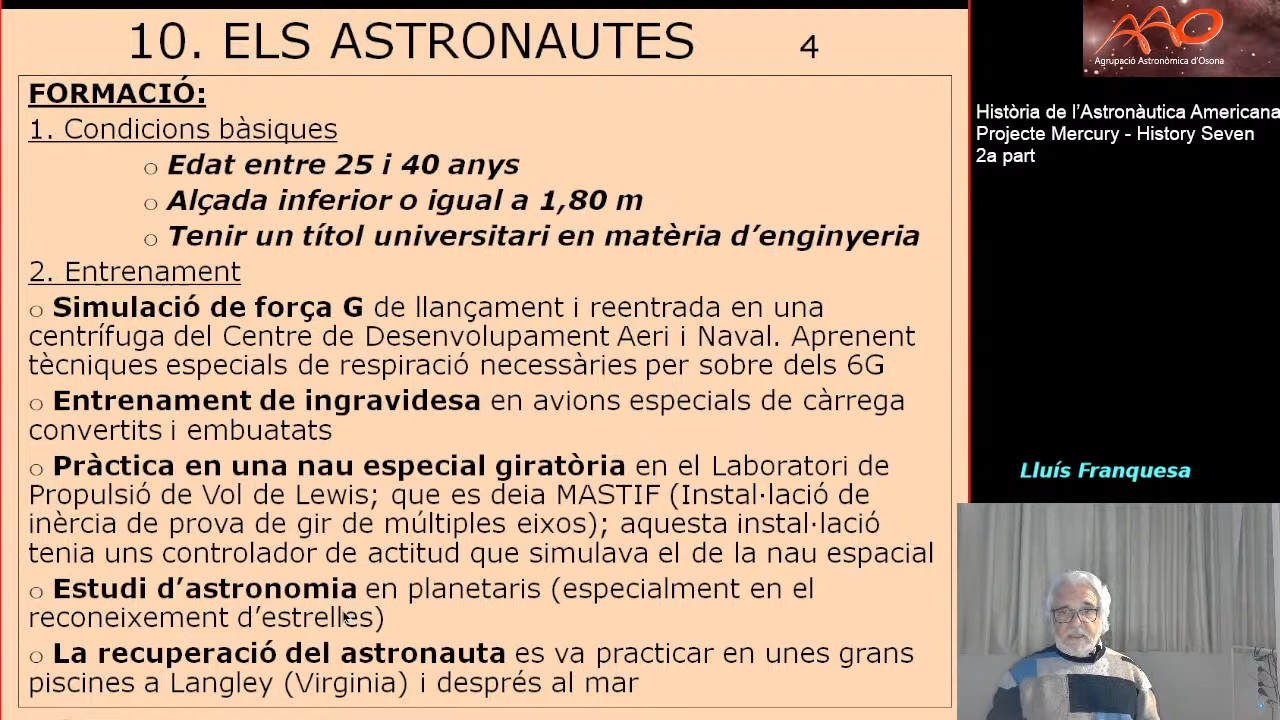 10. ELS ASTRONAUTES 4
FORMACIÓ:
1. Condicions bàsiques
o Edat entre 25 i 40 anys
o Alçada inferior o igual a 1,80 m
o Tenir un títol universitari en matèria d’enginyeria
2. Entrenament
o Simulació de força G de llançament i reentrada en una
centrífuga del Centre de Desenvolupament Aeri i Naval. Aprenent
tècniques especials de respiració necessàries per sobre dels 6G
o Entrenament de ingravidesa en avions especials de càrrega
convertits i embuatats
o Pràctica en una nau especial giratòria en el Laboratori de
Propulsió de Vol de Lewis; que es deia MASTIF (Instal·lació de
inèrcia de prova de gir de múltiples eixos); aquesta instal·lació
tenia uns controlador de actitud que simulava el de la nau espacial
o Estudi d’astronomia en planetaris (especialment en el
reconeixement d’estrelles)
o La recuperació del astronauta es va practicar en unes grans
piscines a Langley (Virginia) i després al mar
AAO
Agrupació Astronòmica d’Osona
Història de l’Astronàutica Americana
Projecte Mercury - History Seven
2a part
Lluís Franquesa